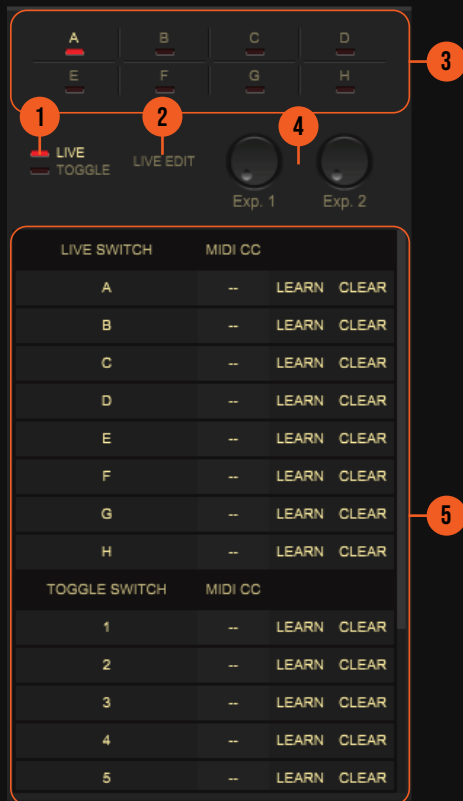 A B C D
3
E F G H
1 2 4
LIVE
TOGGLE
LIVE EDIT
Exp. 1 Exp. 2
LIVE SWITCH MIDI CC
A -- LEARN CLEAR
B -- LEARN CLEAR
C -- LEARN CLEAR
D -- LEARN CLEAR
E -- LEARN CLEAR
F -- LEARN CLEAR
G -- LEARN CLEAR
5
H -- LEARN CLEAR
TOGGLE SWITCH MIDI CC
1 -- LEARN CLEAR
2 -- LEARN CLEAR
3 -- LEARN CLEAR
4 -- LEARN CLEAR
5 -- LEARN CLEAR